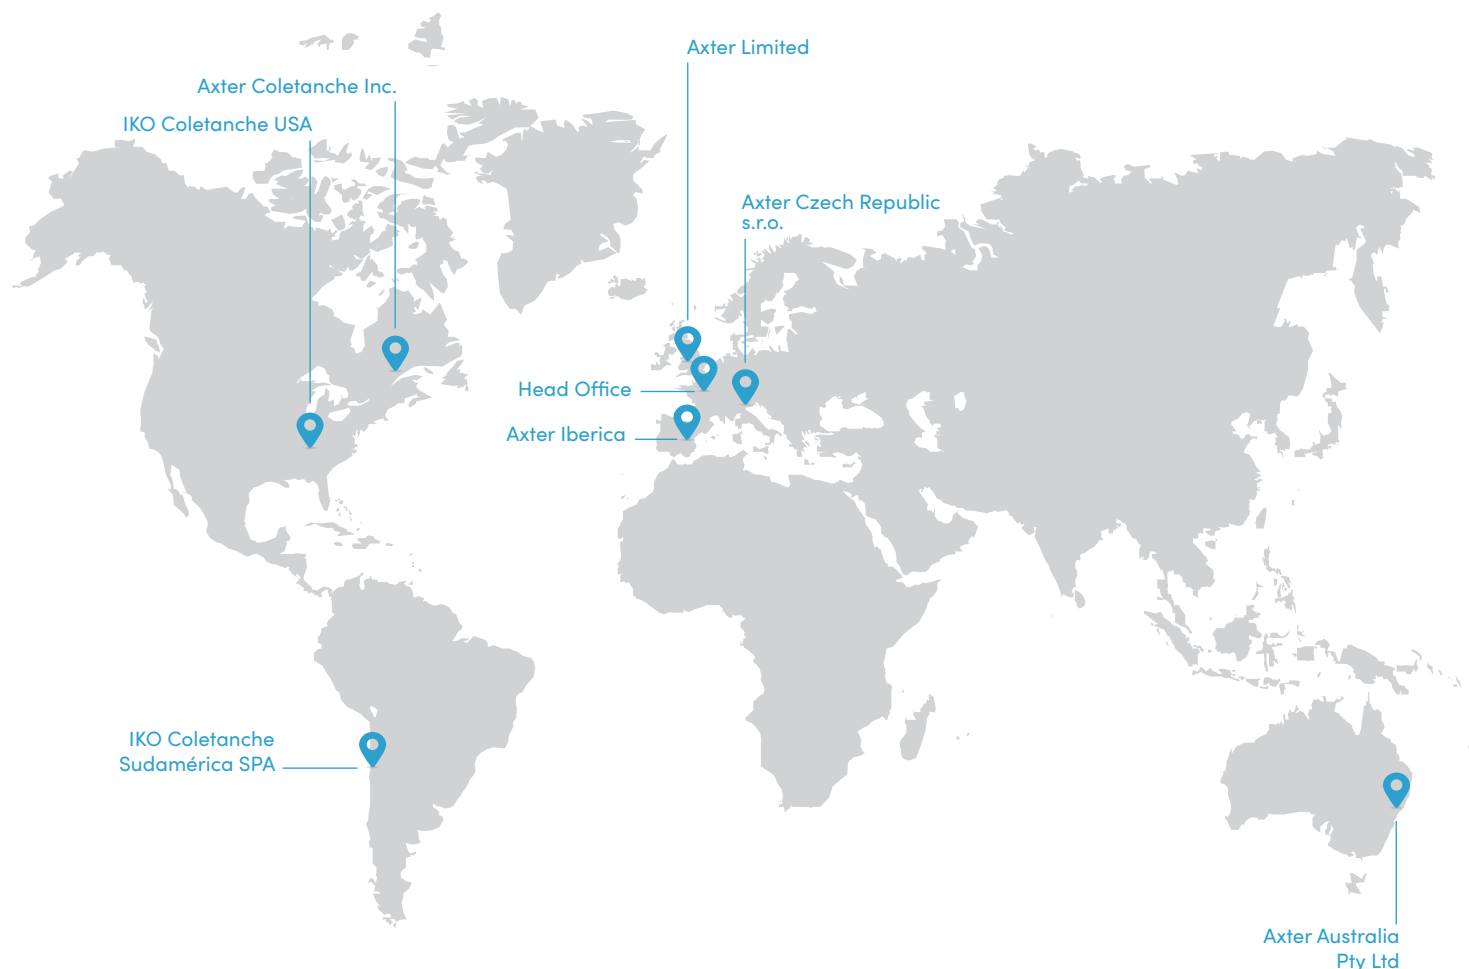 Axter Limited
Axter Coletanche Inc.
IKO Coletanche USA
Axter Czech Republic
s.r.o.
Head Office
Axter Iberica
IKO Coletanche
Sudamérica SPA
Axter Australia
Pty Ltd